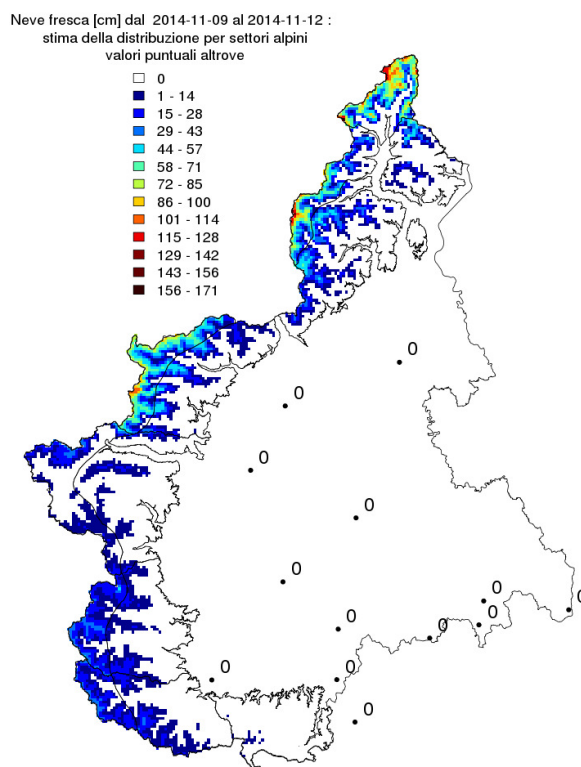 Neve fresca [cm] dal 2014-11-09 al 2014-11-12 :
stima della distribuzione per settori alpini
valori puntuali altrove
0
1 - 14
15 - 28
29 - 43
44 - 57
58 - 71
72 - 85
86 - 100
101 - 114
115 - 128
129 - 142
143 - 156
156 - 171
0
0
0
0
0
0
0
0
0
0
0
0
0